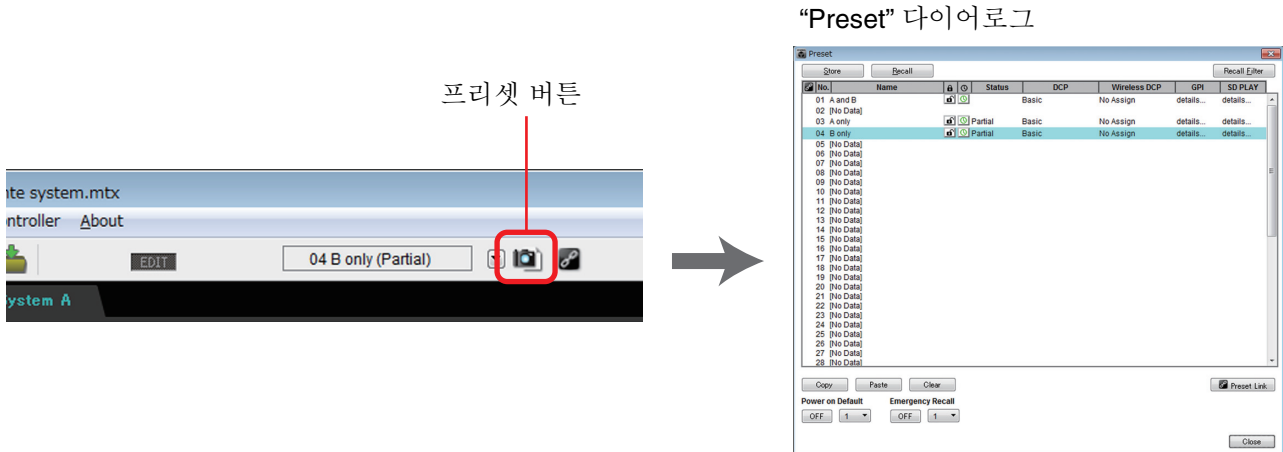 “Preset” 다이어로그
프리셋 버튼
nte system.mtx
ntroller About
EDIT
04 B only (Partial)
System A
Preset
Store Recall Recall Filter
No. Name Status DCP Wireless DCP GPI SD PLAY
01 A and B Basic No Assign details... details...
02 [No Data]
03 A only Partial Basic No Assign details... details...
04 B only Partial Basic No Assign details... details...
05 [No Data]
06 [No Data]
07 [No Data]
08 [No Data]
09 [No Data]
10 [No Data]
11 [No Data]
12 [No Data]
13 [No Data]
14 [No Data]
15 [No Data]
16 [No Data]
17 [No Data]
18 [No Data]
19 [No Data]
20 [No Data]
21 [No Data]
22 [No Data]
23 [No Data]
24 [No Data]
25 [No Data]
26 [No Data]
27 [No Data]
28 [No Data]
Copy Paste Clear Preset Link
Power on Default Emergency Recall
OFF 1 OFF 1
Close